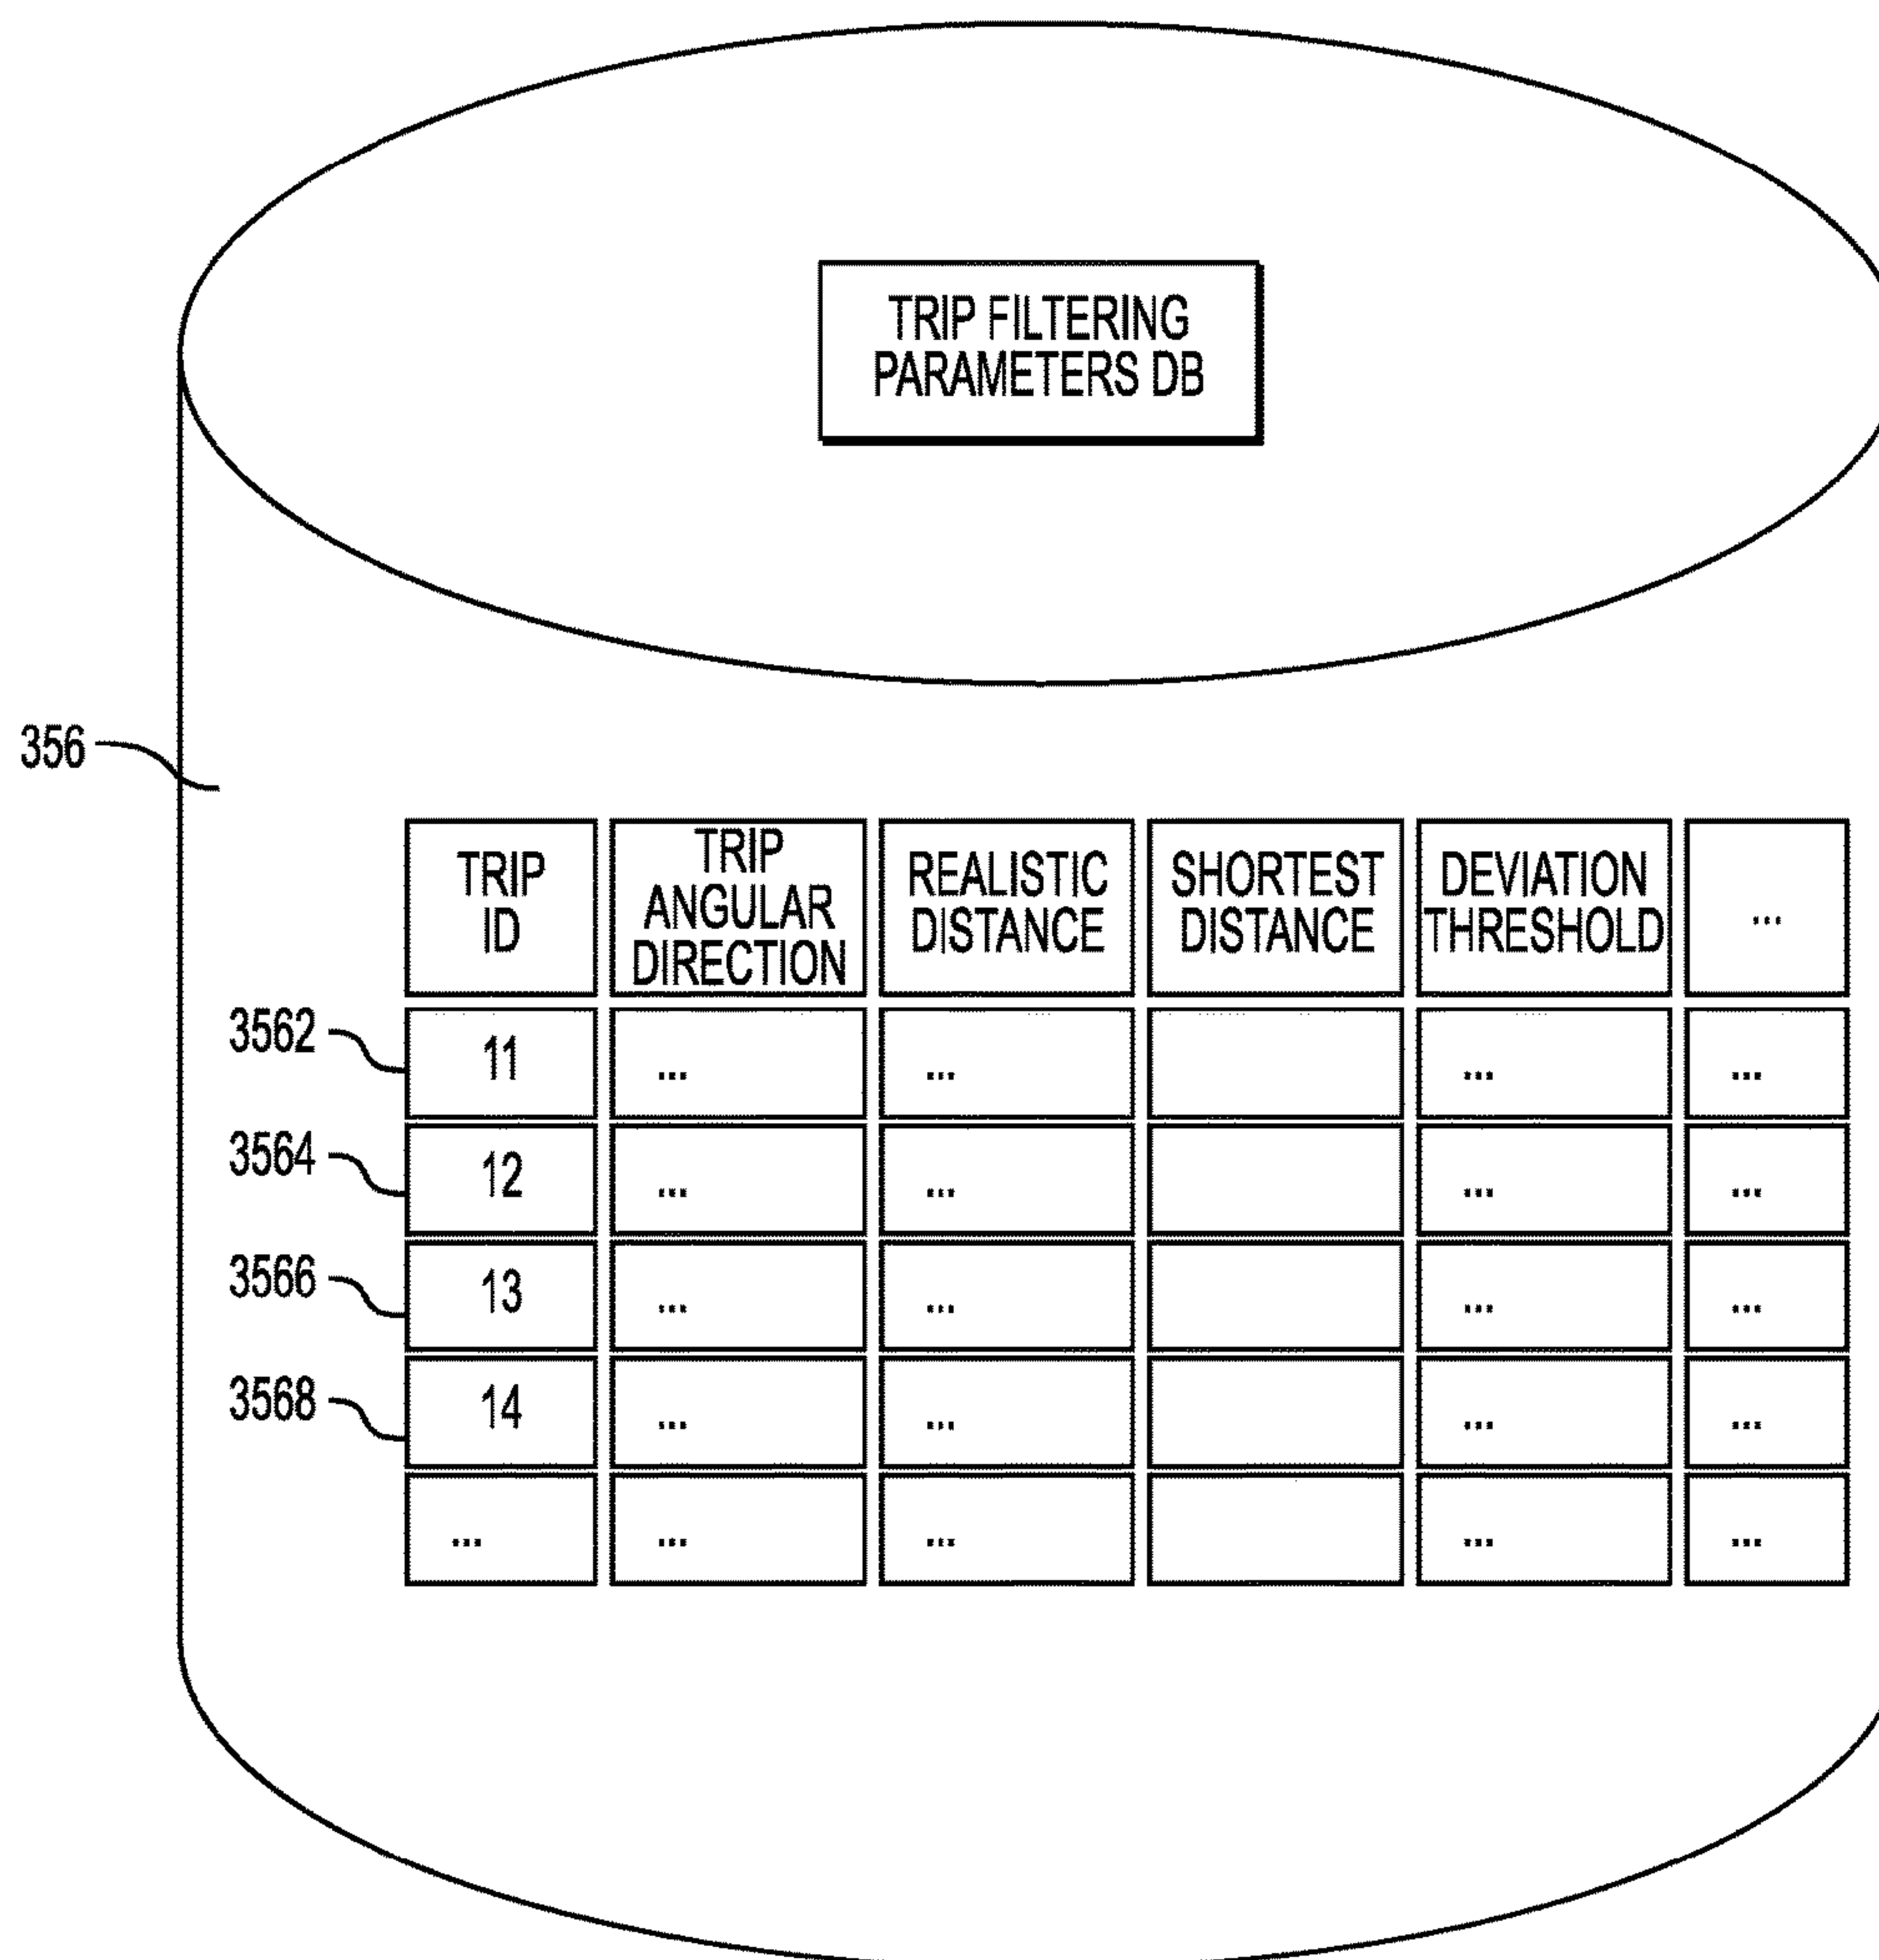 TRIP FILTERING
PARAMETERS DB
356
TRIP ID
TRIP ANGULAR DIRECTION
REALISTIC DISTANCE
SHORTEST DISTANCE
DEVIATION THRESHOLD
...
3562
11 ... ... ... ...
3564
12 ... ... ... ...
3566
13 ... ... ... ...
3568
14 ... ... ... ...
... ... ... ... ...